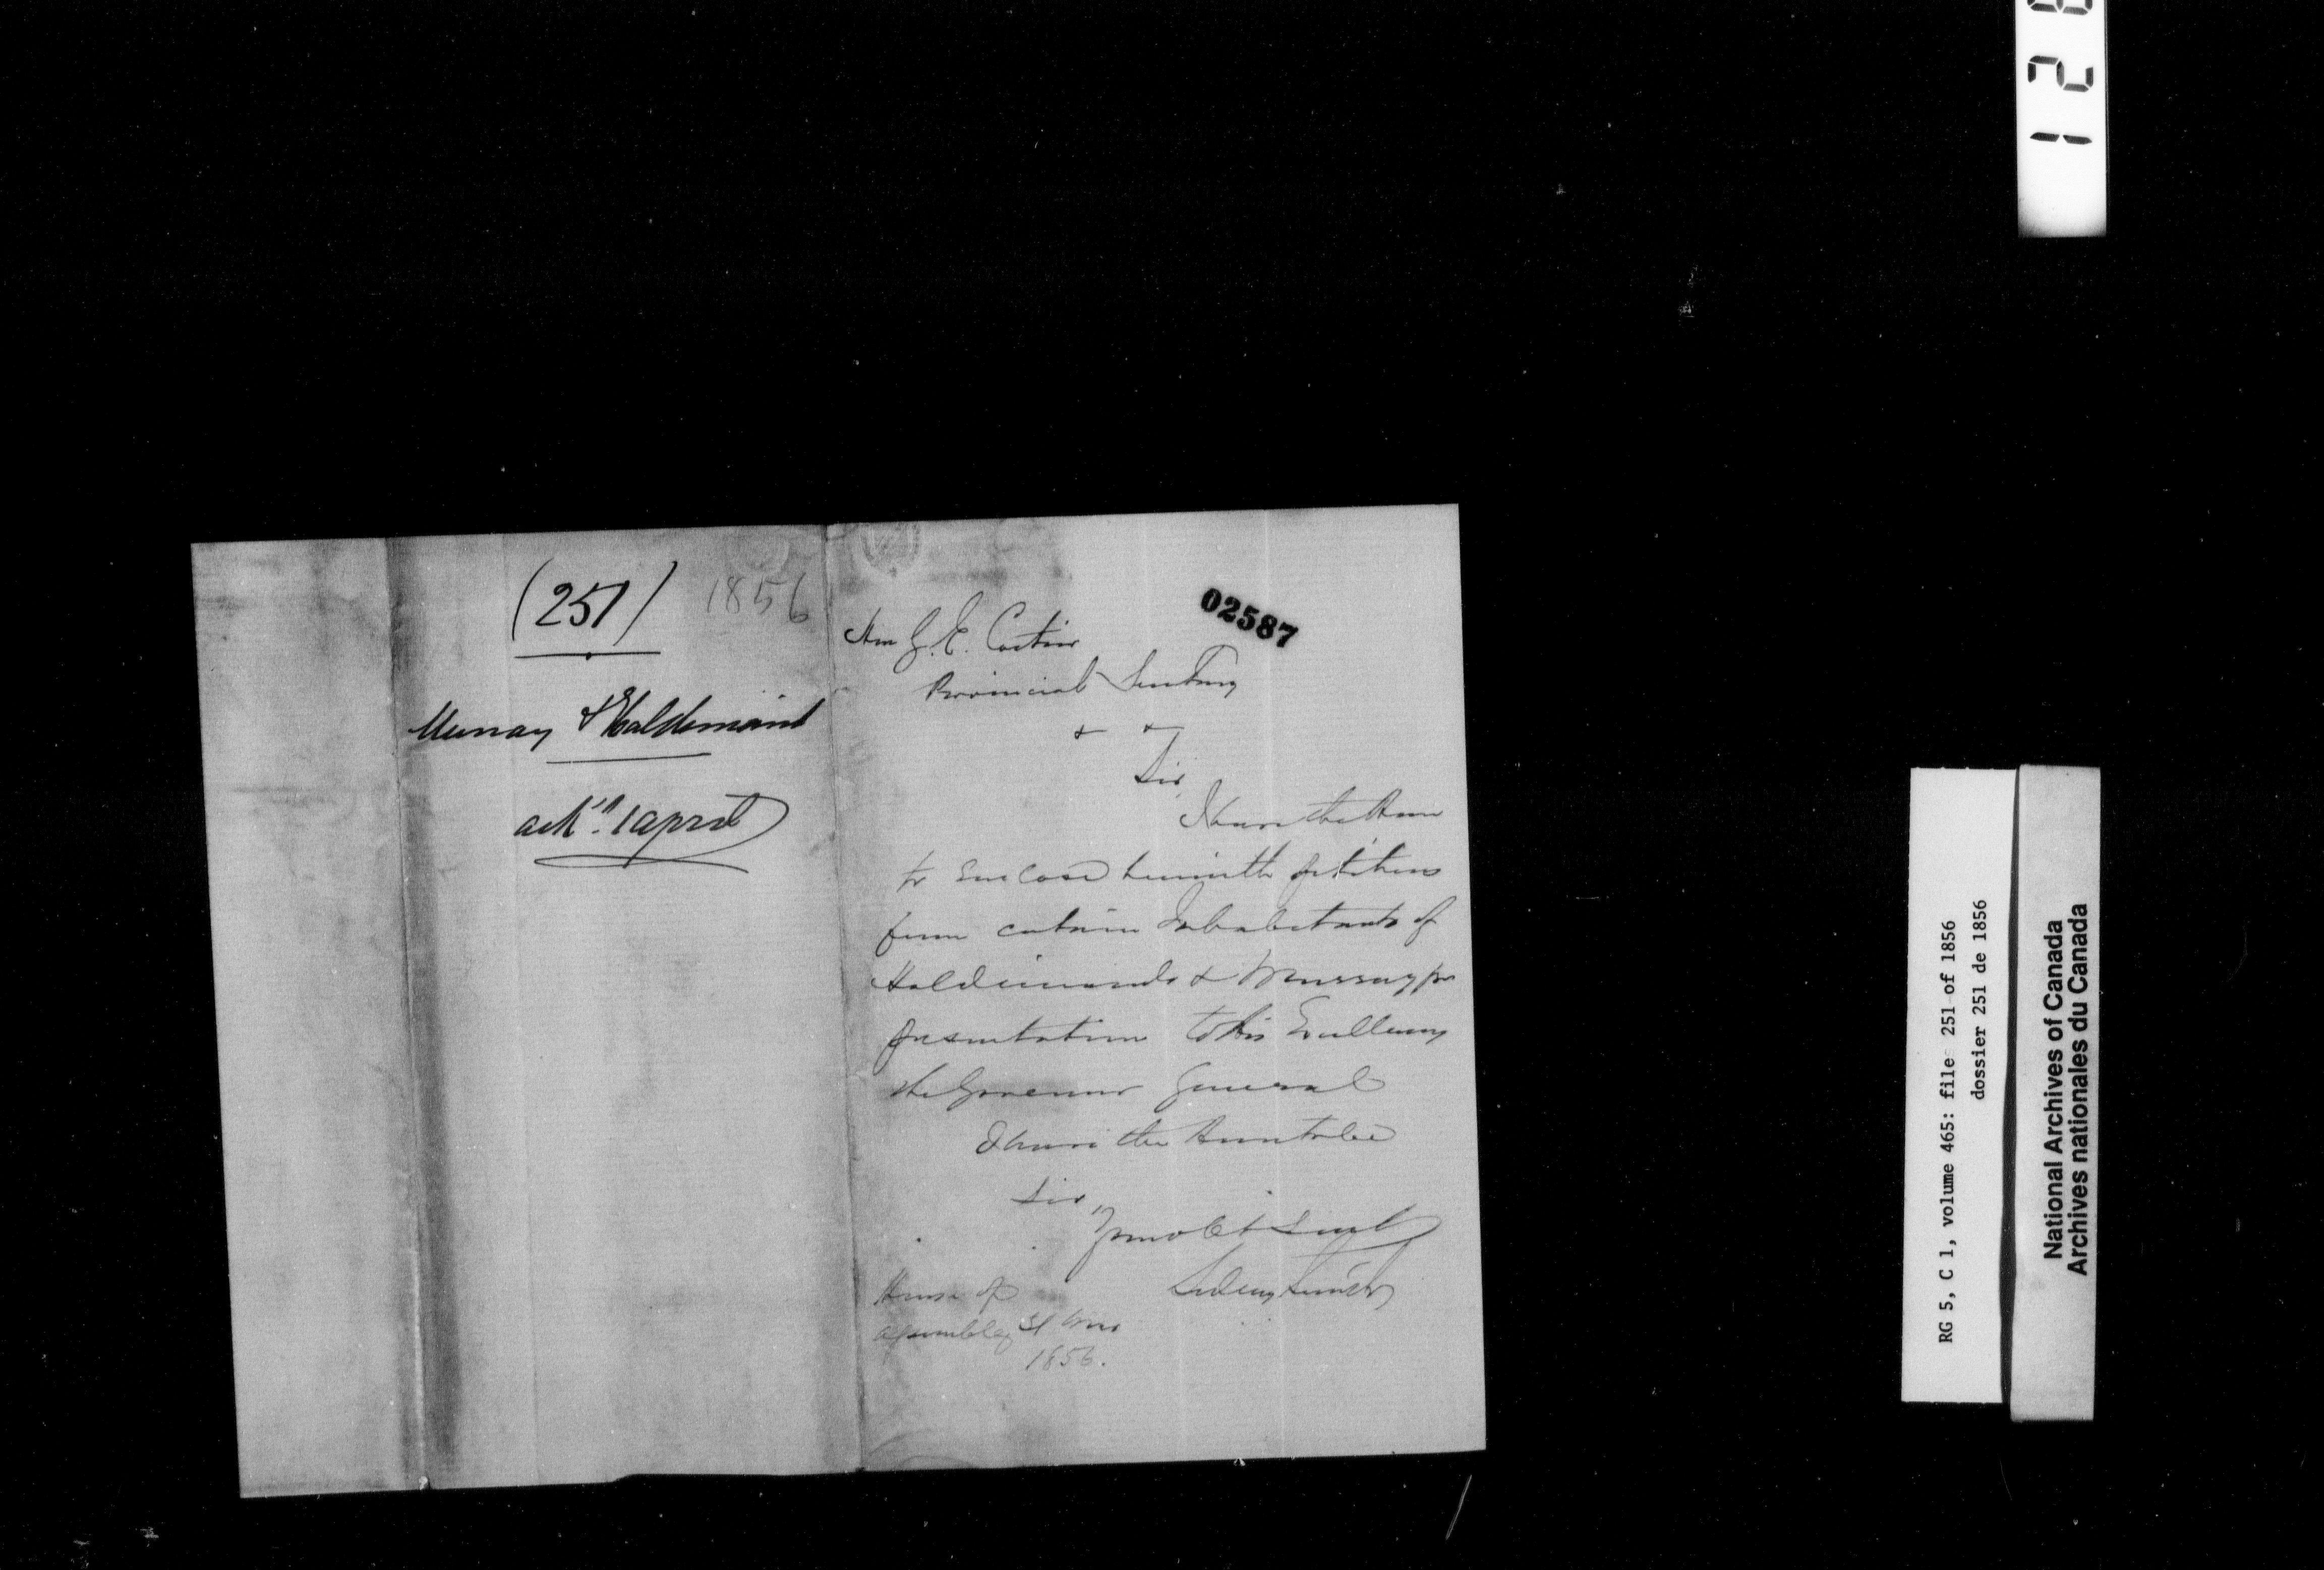 (251) 1856
Murray & Haldimand
ack'd. 1 april
02587
Hon G. E. Cartier
Provincial Secretary
& &
Sir,
I have the Honor
to Enclose herewith petitions
from certain Inhabitants of
Haldimand & Murray for
presentation to His Excellency
the Governor General
I have the Honor to be
Sir,
Your Obt Servt
Sidney Smith
House of
Assembly 31 Mar
1856.
RG 5, C 1, volume 465: file 251 of 1856
dossier 251 de 1856
National Archives of Canada
Archives nationales du Canada